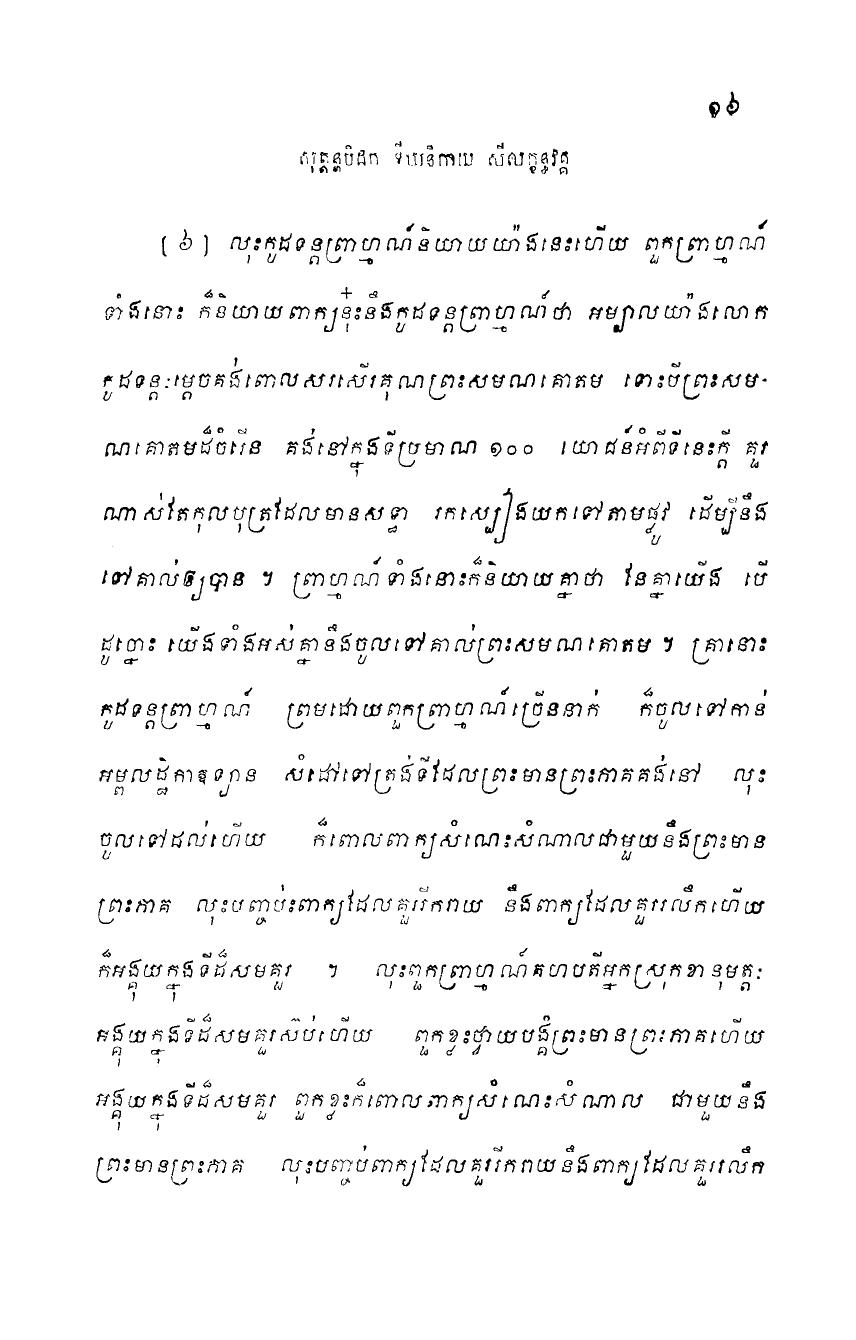 ១៦
សុត្តន្តបិដក ទីឃនិកាយ សីលក្ខន្ធវគ្គ
[ ៦ ] លុះកូដទន្តព្រាហ្មណ៍និយាយយ៉ាងនេះហើយ ពួកព្រាហ្មណ៍
ទាំងនោះ ក៏និយាយពាក្យនុ៎ះនឹងកូដទន្តព្រាហ្មណ៍ថា អម្បាលយ៉ាងលោក
កូដទន្តៈម្តេចគង់ពោលសរសើរគុណព្រះសមណគោតម ទោះបីព្រះសម-
ណគោតមដ៏ចំរើន គង់នៅក្នុងទីប្រមាណ ១០០ យោជន៍អំពីទីនេះក្តី គួរ
ណាស់តែកុលបុត្រដែលមានសទ្ធា រកស្បៀងយកទៅតាមផ្លូវ ដើម្បីនឹង
ទៅគាល់ឲ្យបាន ។ ព្រាហ្មណ៍ទាំងនោះក៏និយាយគ្នាថា នែគ្នាយើង បើ
ដូច្នោះ យើងទាំងអស់គ្នានឹងចូលទៅគាល់ព្រះសមណគោតម ។ គ្រានោះ
កូដទន្តព្រាហ្មណ៍ ព្រមដោយពួកព្រាហ្មណ៍ច្រើននាក់ ក៏ចូលទៅកាន់
អម្ពលដ្ឋិកាឧទ្យាន សំដៅទៅត្រង់ទីដែលព្រះមានព្រះភាគគង់នៅ លុះ
ចូលទៅដល់ហើយ ក៏ពោលពាក្យសំណេះសំណាលជាមួយនឹងព្រះមាន
ព្រះភាគ លុះបញ្ចប់ះពាក្យដែលគួររីករាយ នឹងពាក្យដែលគួររលឹកហើយ
ក៏អង្គុយក្នុងទីដ៏សមគួរ ។ លុះពួកព្រាហ្មណ៍គហបតីអ្នកស្រុកខានុមត្តៈ
អង្គុយក្នុងទីដ៏សមគួរស៊ប់ហើយ ពួកខ្លះថ្វាយបង្គំព្រះមានព្រះភាគហើយ
អង្គុយក្នុងទីដ៏សមគួរ ពួកខ្លះក៏ពោលពាក្យសំណេះសំណាល ជាមួយនឹង
ព្រះមានព្រះភាគ លុះបញ្ចប់ពាក្យដែលគួររីករាយនឹងពាក្យដែលគួររលឹក